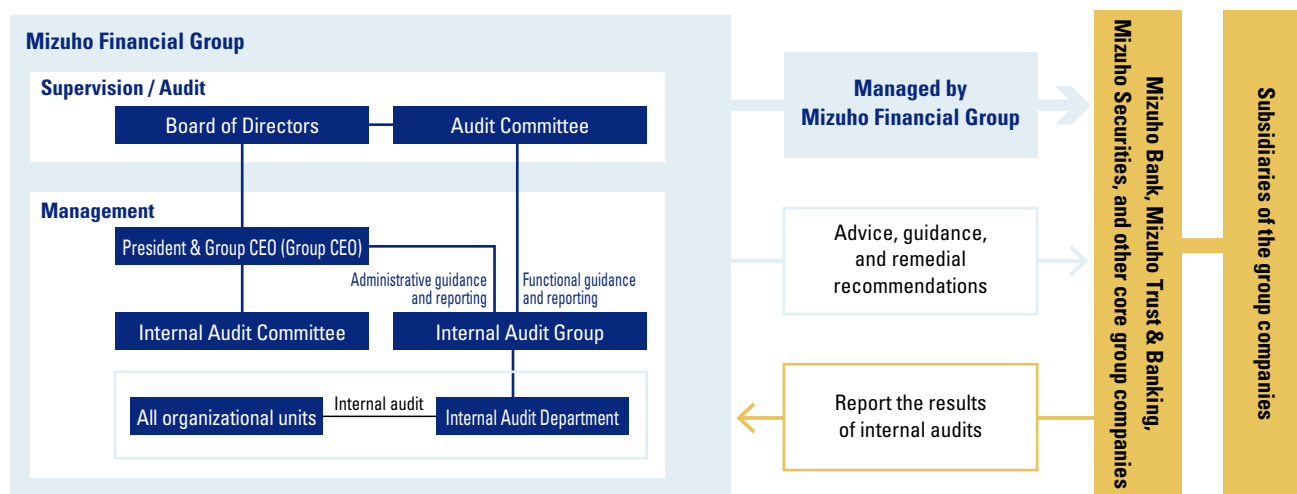 Mizuho Financial Group
Supervision / Audit
Board of Directors
Audit Committee
Management
President & Group CEO (Group CEO)
Administrative guidance
and reporting
Functional guidance
and reporting
Internal Audit Committee
Internal Audit Group
All organizational units
Internal audit
Internal Audit Department
Managed by
Mizuho Financial Group
Advice, guidance,
and remedial
recommendations
Report the results
of internal audits
Mizuho Bank, Mizuho Trust & Banking,
Mizuho Securities, and other core group companies
Subsidiaries of the group companies